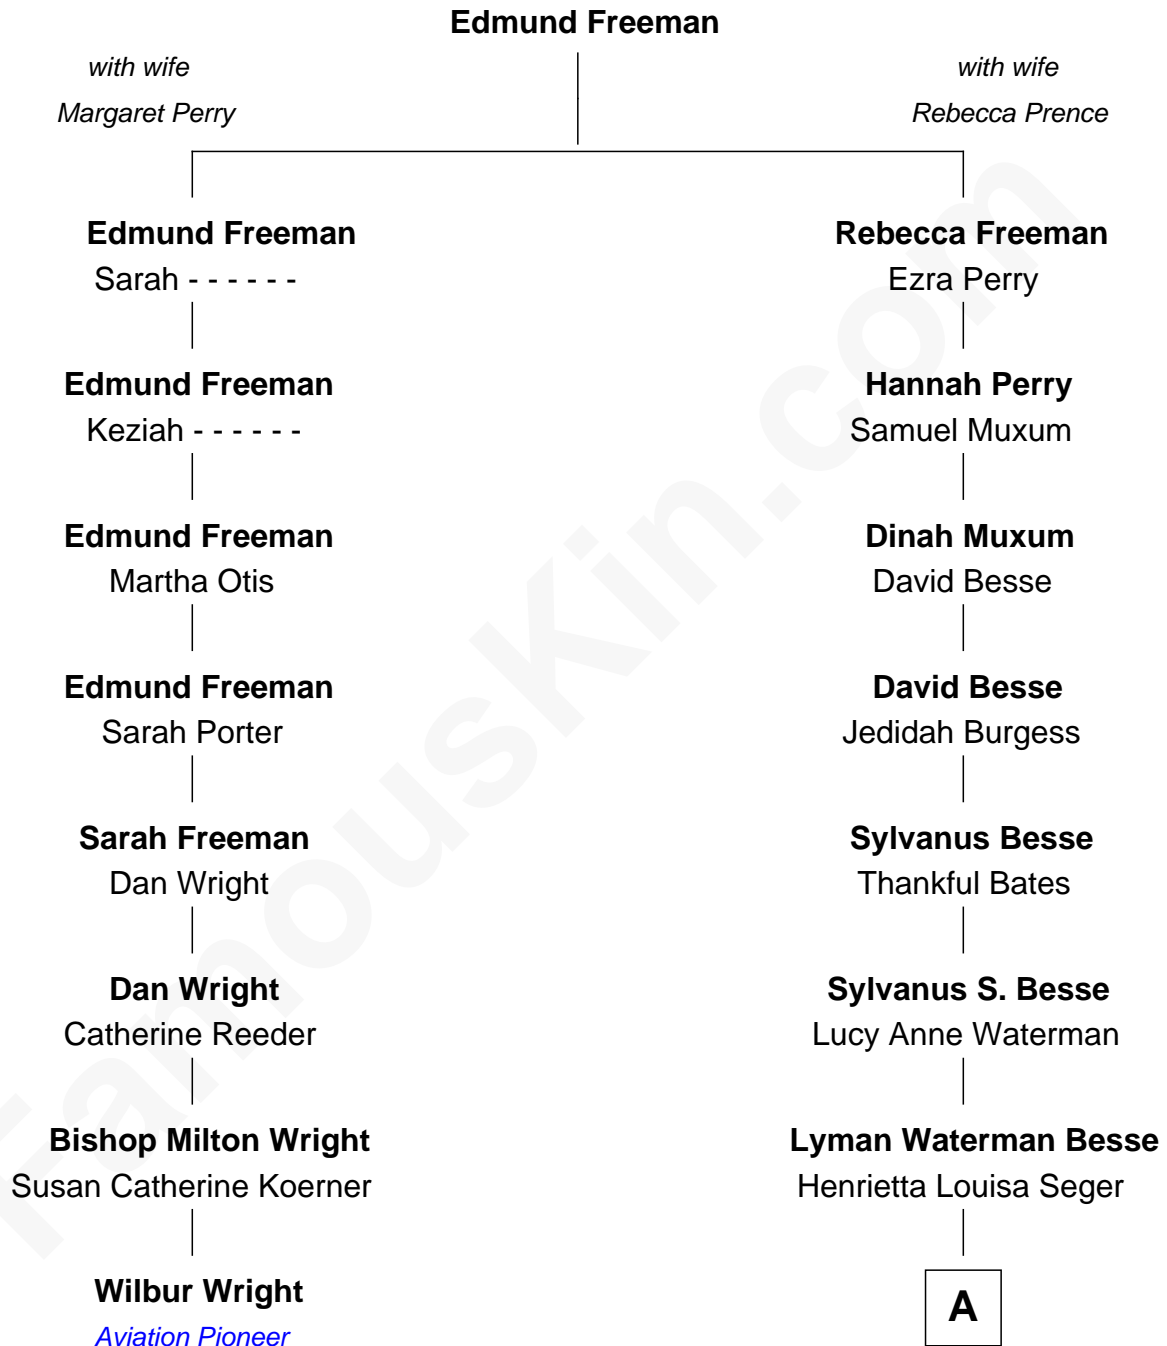 Edmund Freeman
with wife
Margaret Perry
with wife
Rebecca Prence
Edmund Freeman
Sarah - - - - - -
Rebecca Freeman
Ezra Perry
Edmund Freeman
Keziah - - - - - -
Hannah Perry
Samuel Muxum
Edmund Freeman
Martha Otis
Dinah Muxum
David Besse
Edmund Freeman
Sarah Porter
David Besse
Jedidah Burgess
Sarah Freeman
Dan Wright
Sylvanus Besse
Thankful Bates
Dan Wright
Catherine Reeder
Sylvanus S. Besse
Lucy Anne Waterman
Bishop Milton Wright
Susan Catherine Koerner
Lyman Waterman Besse
Henrietta Louisa Seger
Wilbur Wright
Aviation Pioneer
A
FamousKin.com